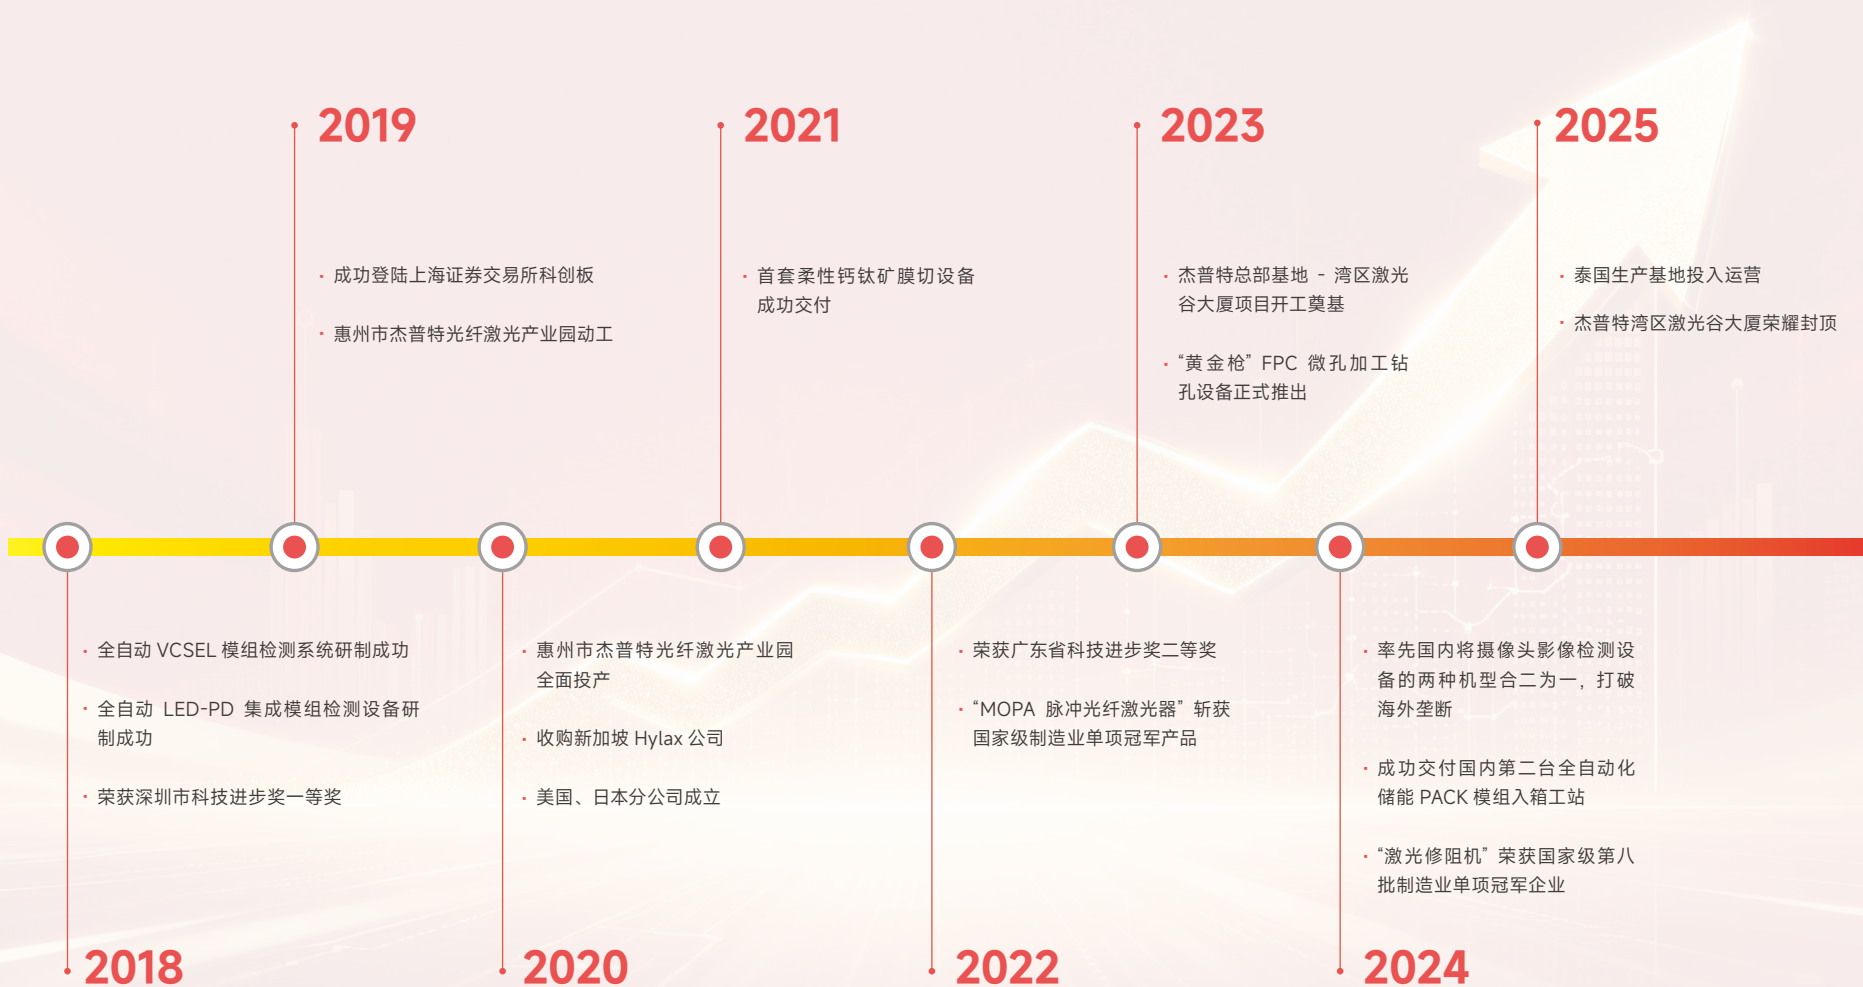 2019
· 成功登陆上海证券交易所科创板
· 惠州市杰普特光纤激光产业园动工
2021
· 首套柔性钙钛矿膜切设备
成功交付
2023
· 杰普特总部基地 - 湾区激光
谷大厦项目开工奠基
· “黄金枪” FPC 微孔加工钻
孔设备正式推出
2025
· 泰国生产基地投入运营
· 杰普特湾区激光谷大厦荣耀封顶
· 全自动 VCSEL 模组检测系统研制成功
· 全自动 LED-PD 集成模组检测设备研
制成功
· 荣获深圳市科技进步奖一等奖
2018
· 惠州市杰普特光纤激光产业园
全面投产
· 收购新加坡 Hylax 公司
· 美国、日本分公司成立
2020
· 荣获广东省科技进步奖二等奖
· “MOPA 脉冲光纤激光器” 斩获
国家级制造业单项冠军产品
2022
· 率先国内将摄像头影像检测设
备的两种机型合二为一，打破
海外垄断
· 成功交付国内第二台全自动化
储能 PACK 模组入箱工站
· “激光修阻机” 荣获国家级第八
批制造业单项冠军企业
2024